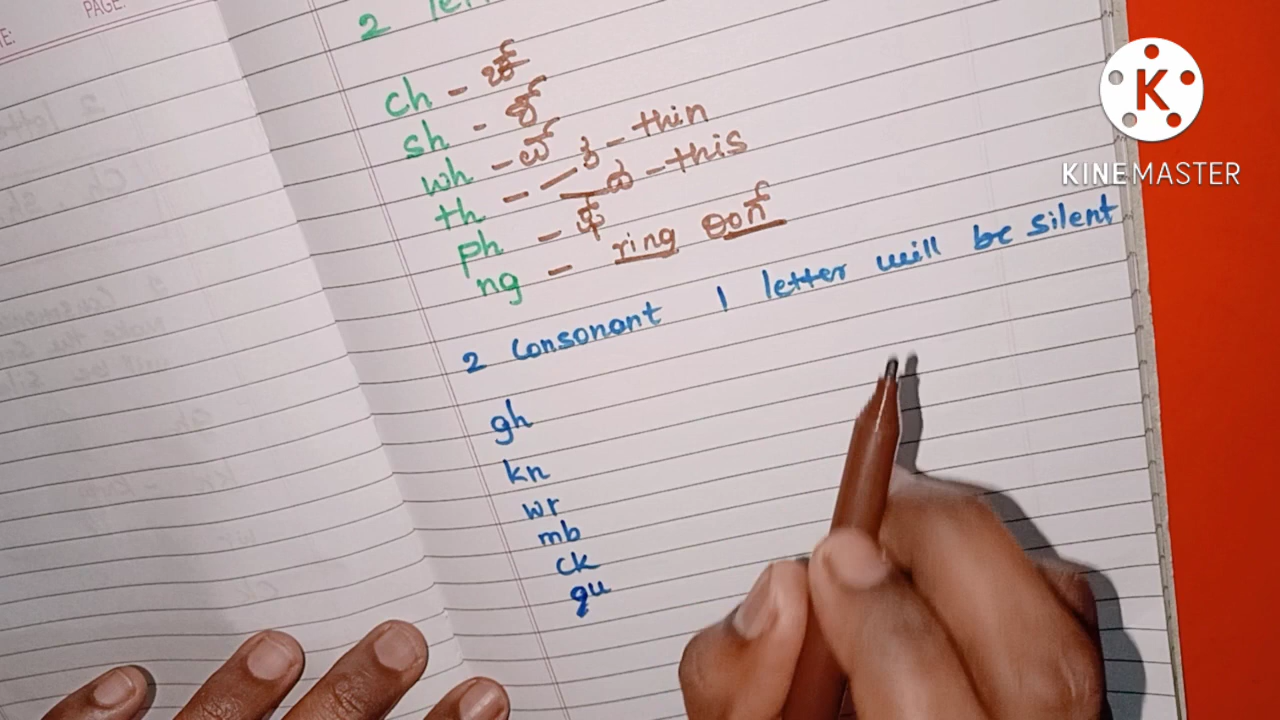 PAGE:
2
ch - ಚ್
sh - ಶ್
wh - ವ್
th - ತ - thin
ದ - this
ph - ಫ್
ng - ring ರಿಂಗ್
2 Consonant 1 letter will be silent
gh
kn
wr
mb
ck
gu
KINEMASTER